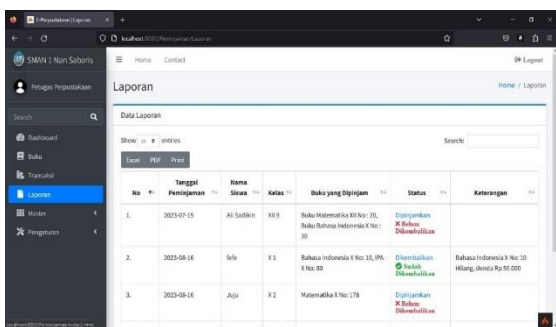 E-Perpustakaan | Laporan
localhost:8080/Peminjaman/Laporan
SMAN 1 Nan Sabaris
Home Contact
Logout
Petugas Perpustakaan
Laporan
Home / Laporan
Search
Data Laporan
Dashboard
Buku
Transaksi
Laporan
Master
Pengaturan
Show 10 entries
Search:
Excel PDF Print
No Tanggal Peminjaman Nama Siswa Kelas Buku yang Dipinjam Status Keterangan
1. 2023-07-19 Ali Sadikin XII 9 Buku Matematika XII No : 20,
Buku Bahasa Indonesia X No :
30
Dipinjamkan
Belum
Dikembalikan
2. 2023-08-16 fefe X 1 Bahasa Indonesia X No: 10, IPA
X No: 80
Dikembalikan
Sudah
Dikembalikan
Bahasa Indonesia X No: 10
Hilang, denda Rp 50.000
3. 2023-08-16 Juju X 2 Matematika X No: 178
Dipinjamkan
Belum
Dikembalikan